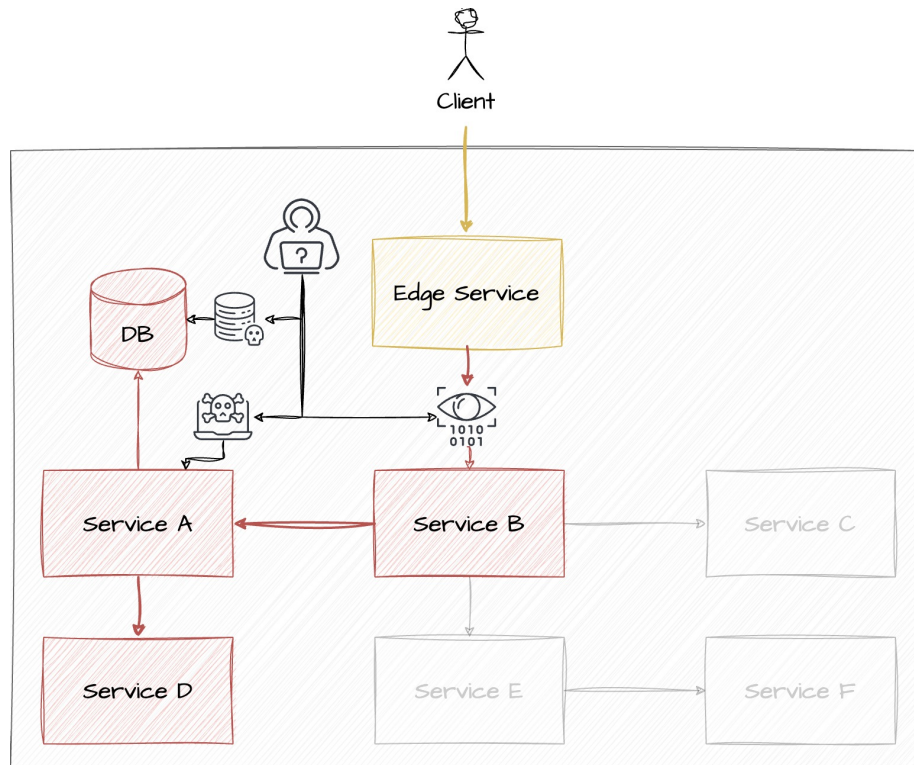 Client
?
Edge Service
DB
1010
0101
Service A
Service B
Service C
Service D
Service E
Service F